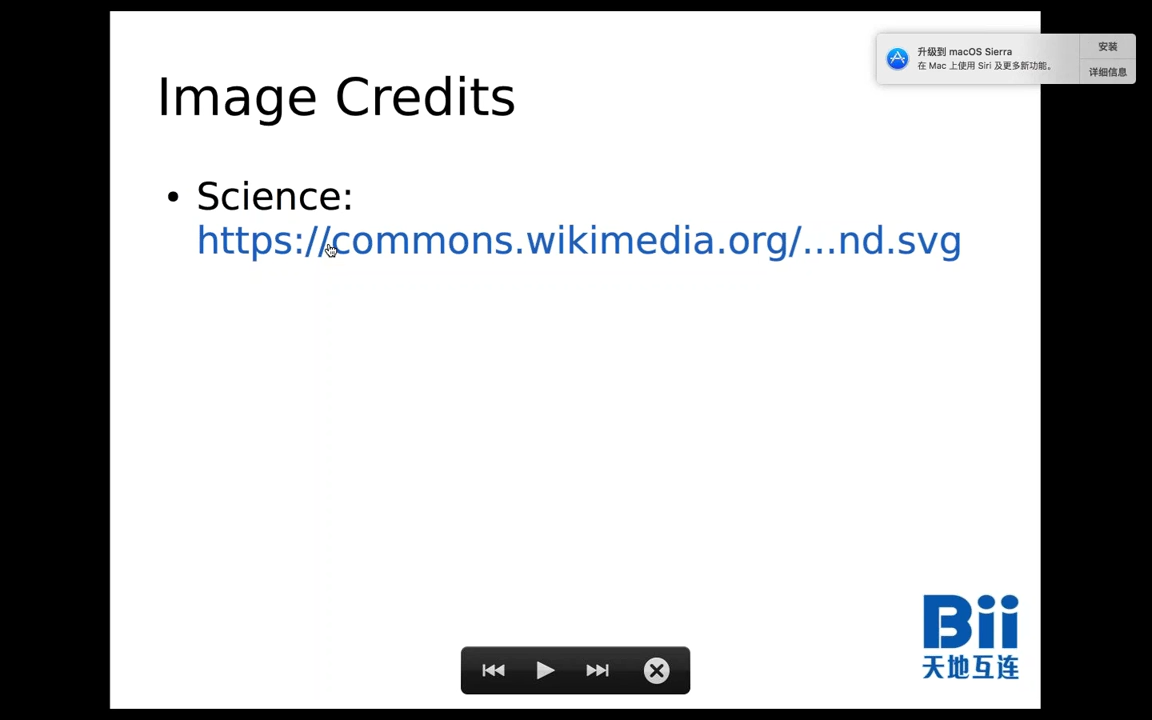 Image Credits
• Science:
https://commons.wikimedia.org/...nd.svg
升级到 macOS Sierra
在 Mac 上使用 Siri 及更多新功能。
安装
详细信息
Bii
天地互连